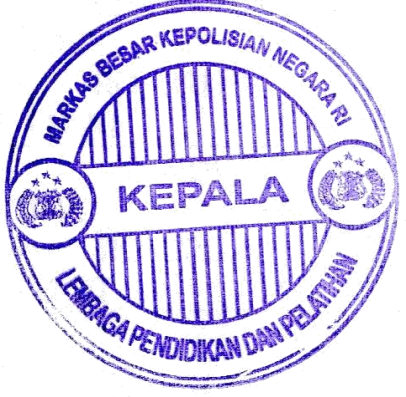 MARKAS BESAR KEPOLISIAN NEGARA RI
KEPALA
LEMBAGA PENDIDIKAN DAN PELATIHAN